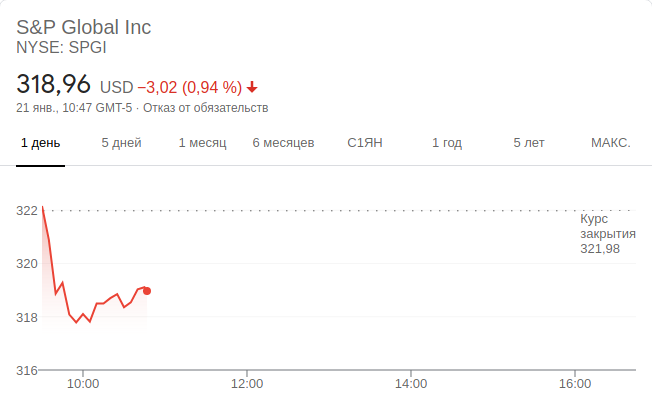 S&P Global Inc
NYSE: SPGI
318,96 USD −3,02 (0,94 %)
21 янв., 10:47 GMT-5 · Отказ от обязательств
1 день 5 дней 1 месяц 6 месяцев С1ЯН 1 год 5 лет МАКС.
322
Курс
закрытия
321,98
320
318
316
10:00 12:00 14:00 16:00